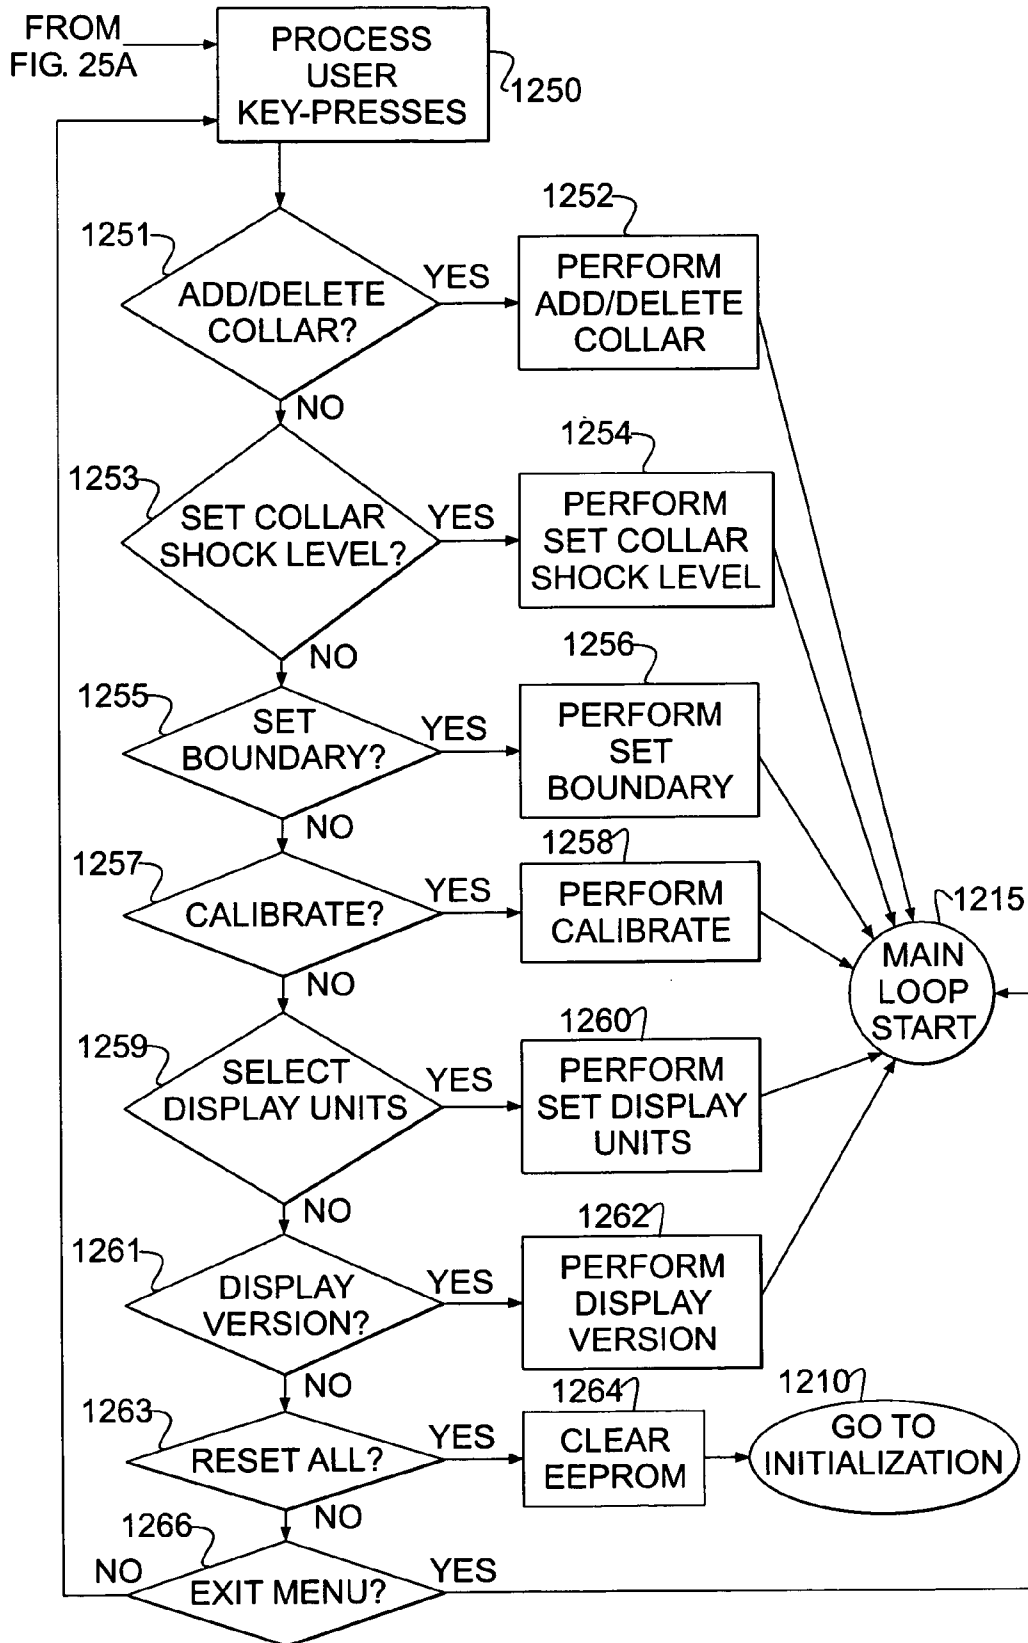 FROM
FIG. 25A
PROCESS
USER
KEY-PRESSES
1250
1251
ADD/DELETE
COLLAR?
YES
NO
1252
PERFORM
ADD/DELETE
COLLAR
1253
SET COLLAR
SHOCK LEVEL?
YES
NO
1254
PERFORM
SET COLLAR
SHOCK LEVEL
1255
SET
BOUNDARY?
YES
NO
1256
PERFORM
SET
BOUNDARY
1257
CALIBRATE?
YES
NO
1258
PERFORM
CALIBRATE
1215
MAIN
LOOP
START
1259
SELECT
DISPLAY UNITS
YES
NO
1260
PERFORM
SET DISPLAY
UNITS
1261
DISPLAY
VERSION?
YES
NO
1262
PERFORM
DISPLAY
VERSION
1263
RESET ALL?
YES
NO
1264
CLEAR
EEPROM
1210
GO TO
INITIALIZATION
1266
EXIT MENU?
NO
YES